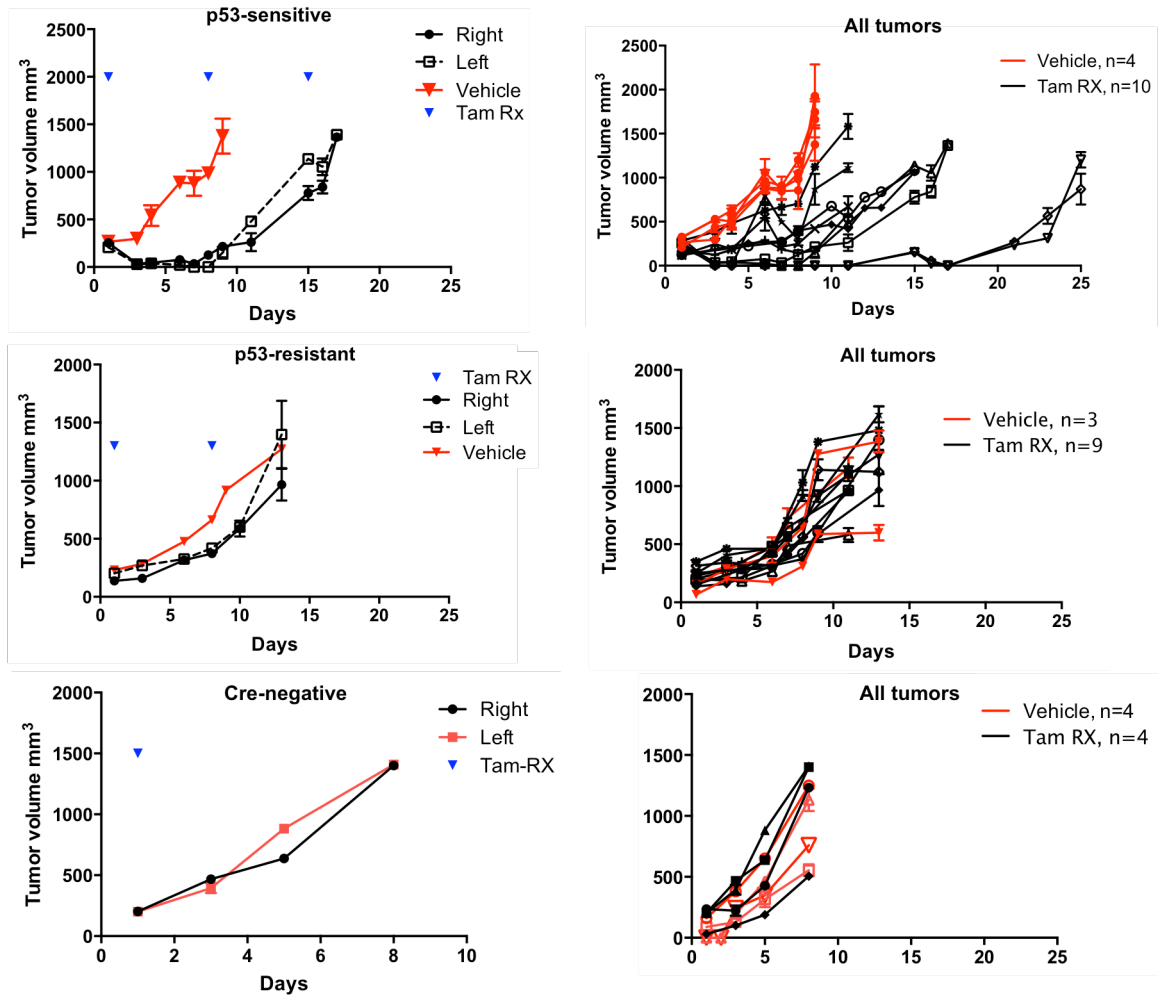 p53-sensitive
2500
2000
1500
1000
500
0
Tumor volume mm3
0 5 10 15 20 25
Days
Right
Left
Vehicle
Tam Rx
All tumors
2500
2000
1500
1000
500
0
Tumor volume mm3
0 5 10 15 20 25
Days
Vehicle, n=4
Tam RX, n=10
p53-resistant
2000
1500
1000
500
0
Tumor volume mm3
0 5 10 15 20 25
Days
Tam RX
Right
Left
Vehicle
All tumors
2000
1500
1000
500
0
Tumor volume mm3
0 5 10 15 20 25
Days
Vehicle, n=3
Tam RX, n=9
Cre-negative
2000
1500
1000
500
0
Tumor volume mm3
0 2 4 6 8 10
Days
Right
Left
Tam-RX
All tumors
2000
1500
1000
500
0
Tumor volume mm3
0 5 10 15 20 25
Days
Vehicle, n=4
Tam RX, n=4